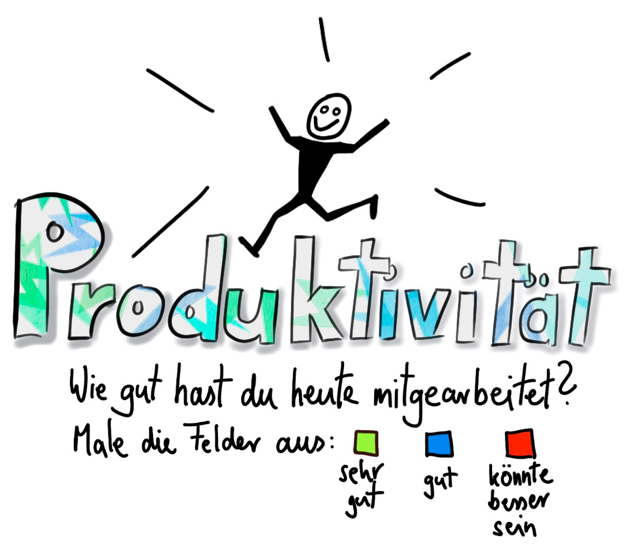 Produktivität
Wie gut hast du heute mitgearbeitet?
Male die Felder aus:
sehr gut
gut
könnte besser sein